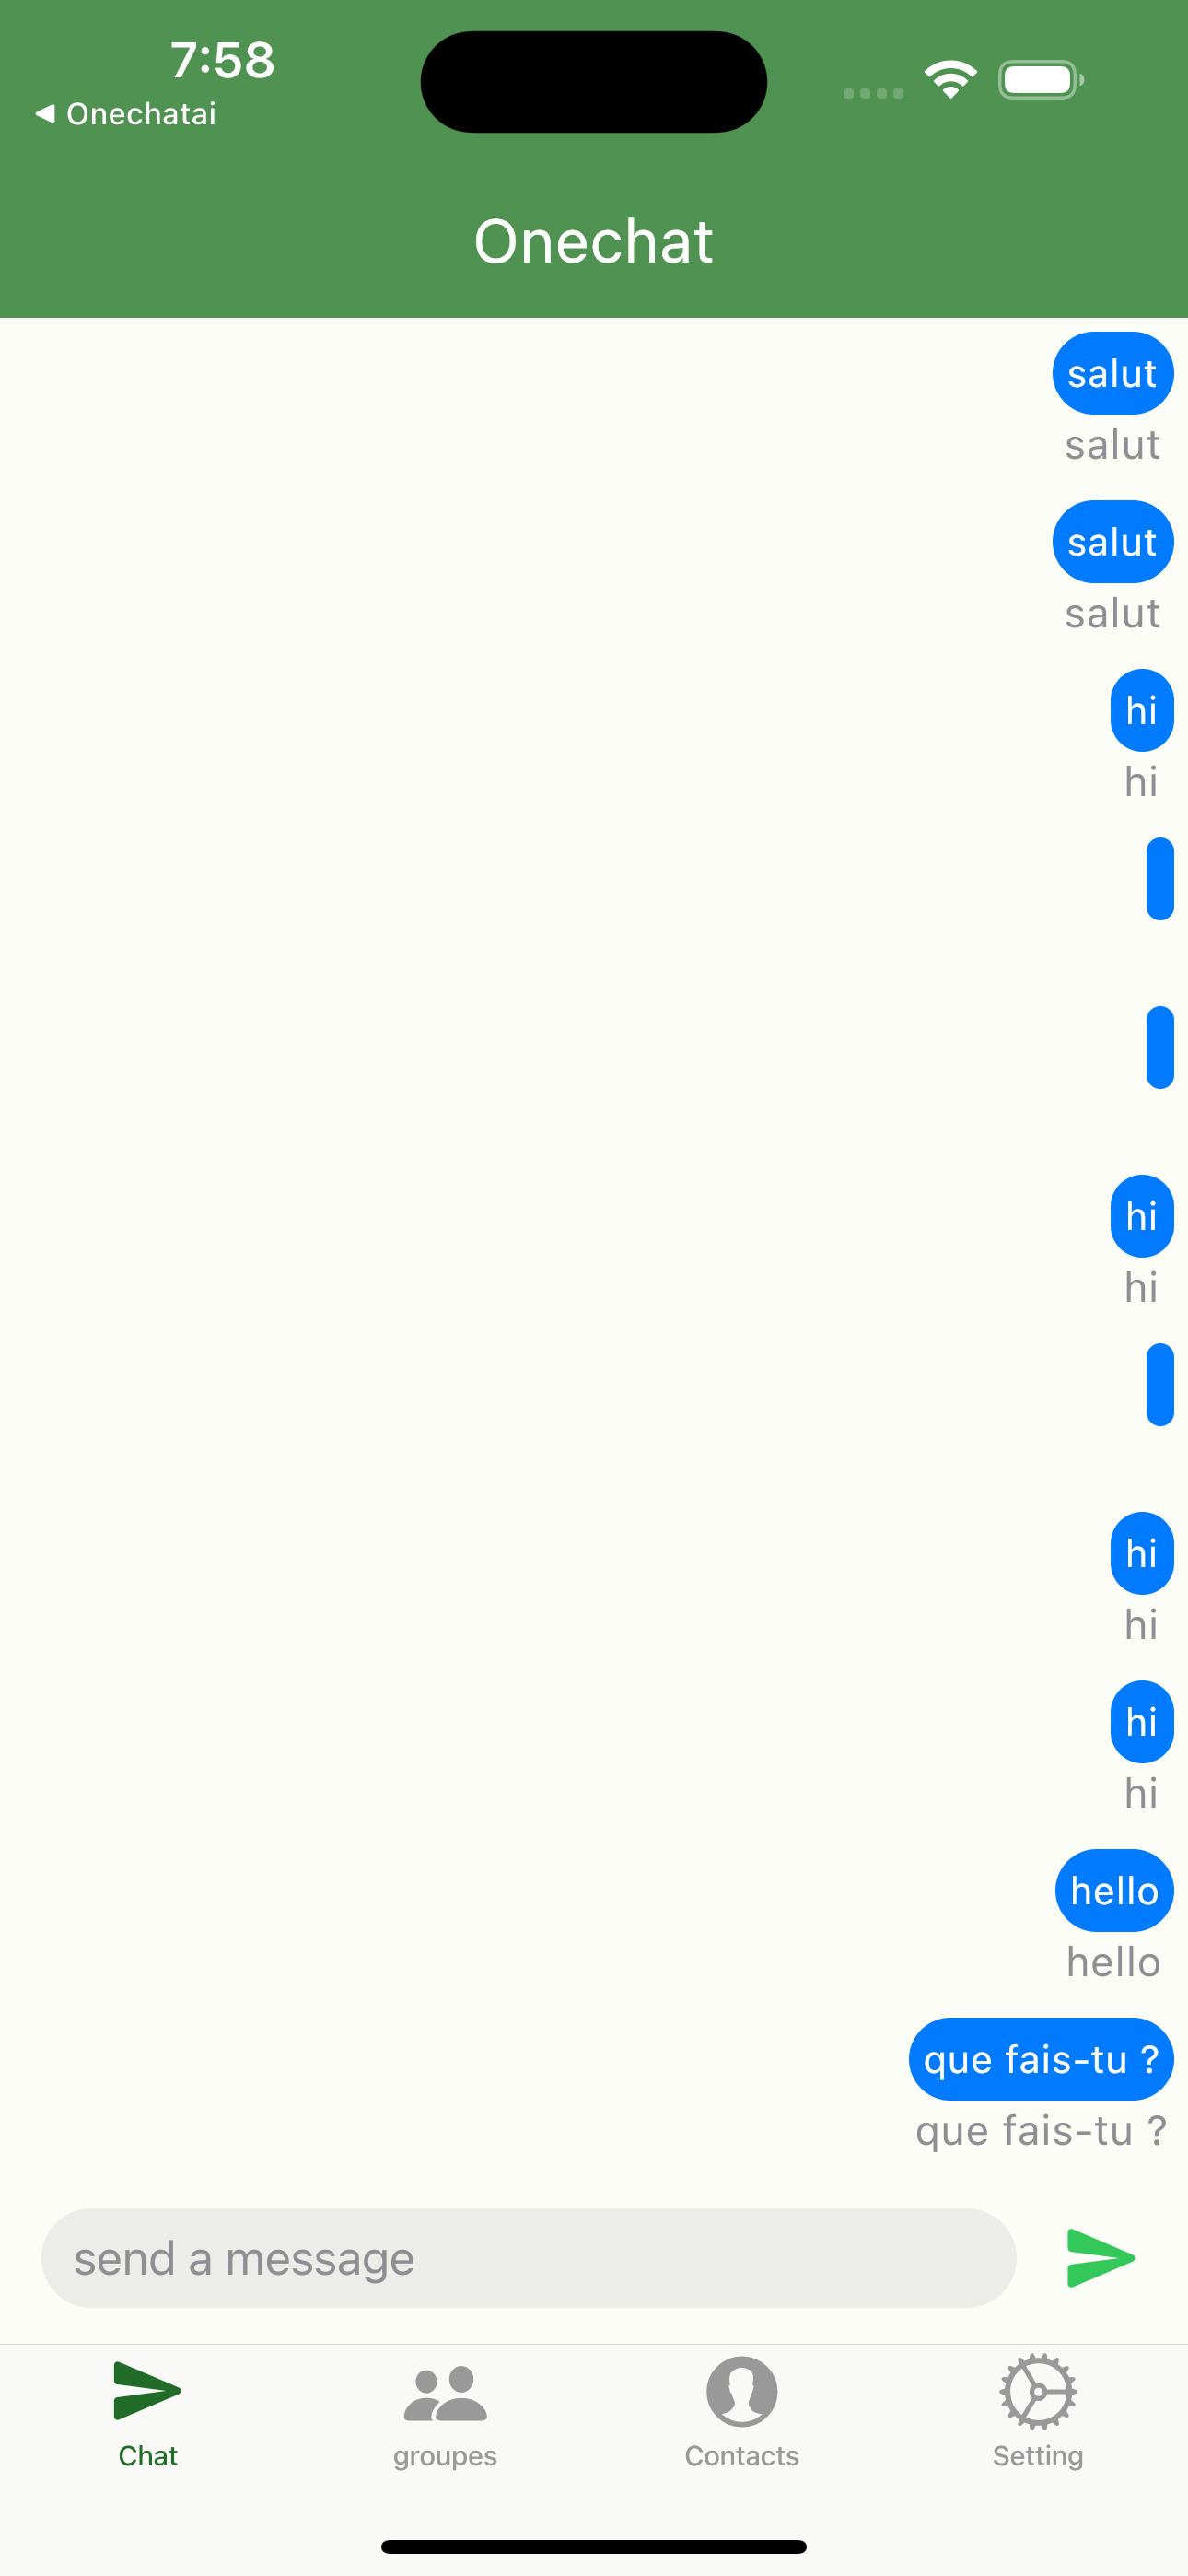 7:58
Onechatai
Onechat
salut
salut
salut
salut
hi
hi
hi
hi
hi
hi
hi
hi
hello
hello
que fais-tu ?
que fais-tu ?
send a message
Chat groupes Contacts Setting